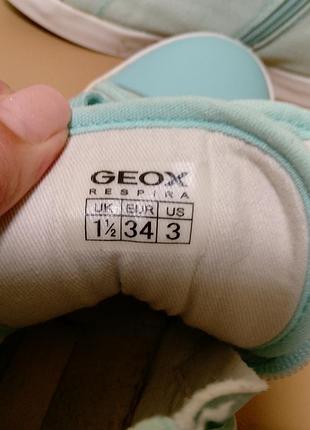 GEOX
RESPIRA
UK EUR US
1½ 34 3